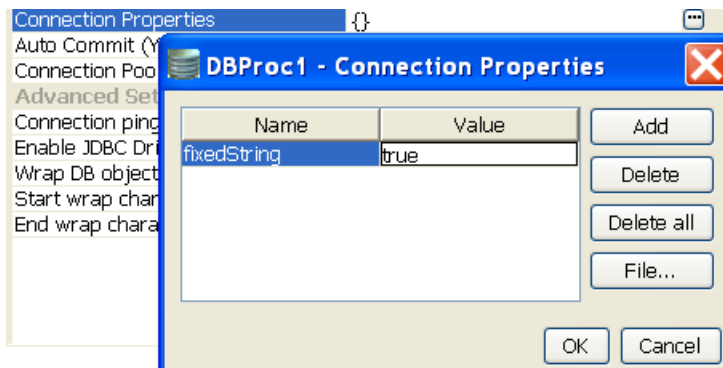 Connection Properties {} ...
Auto Commit (Y
Connection Poo
Advanced Set
Connection ping
Enable JDBC Dri
Wrap DB object
Start wrap char
End wrap chara
DBProc1 - Connection Properties
Name Value
fixedString true
Add
Delete
Delete all
File...
OK Cancel